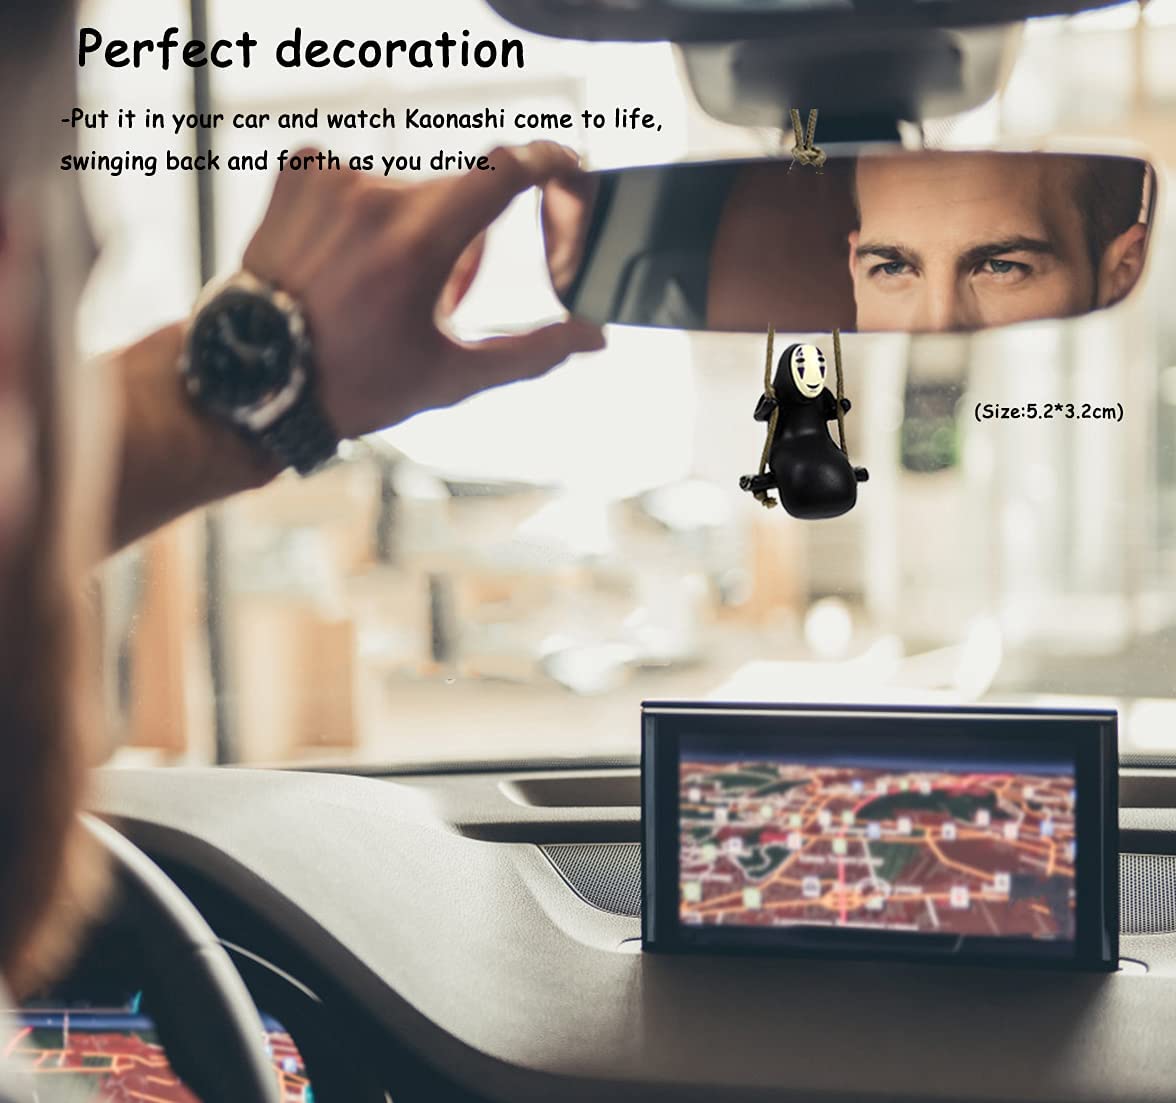 Perfect decoration
-Put it in your car and watch Kaonashi come to life,
swinging back and forth as you drive.
(Size:5.2*3.2cm)